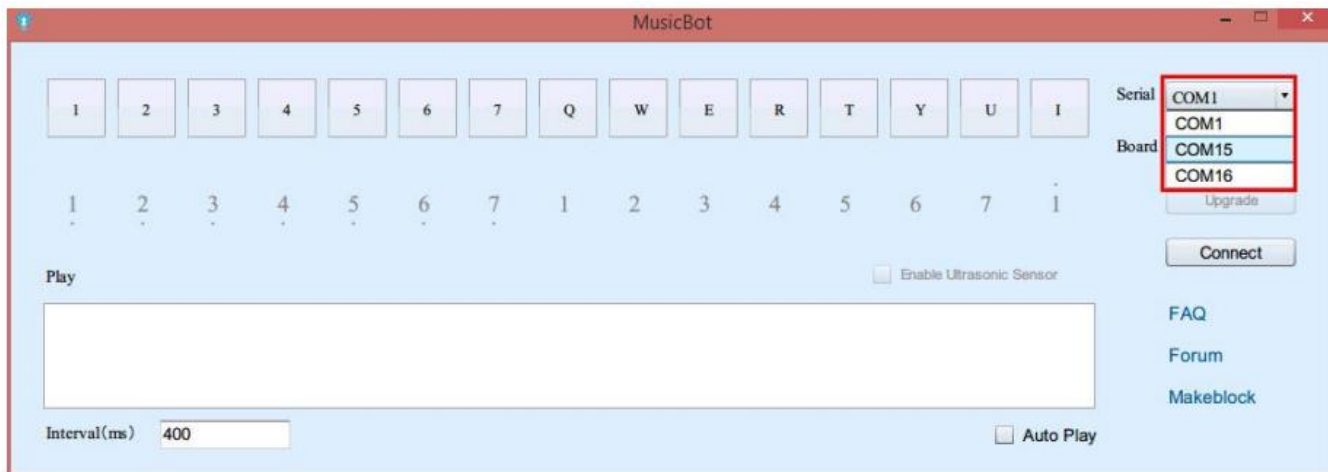 MusicBot
1 2 3 4 5 6 7 Q W E R T Y U I
Serial COM1
COM1
Board COM15
COM16
1 2 3 4 5 6 7 1 2 3 4 5 6 7 1
Upgrade
Connect
Play
Enable Ultrasonic Sensor
FAQ
Forum
Makeblock
Interval(ms) 400
Auto Play